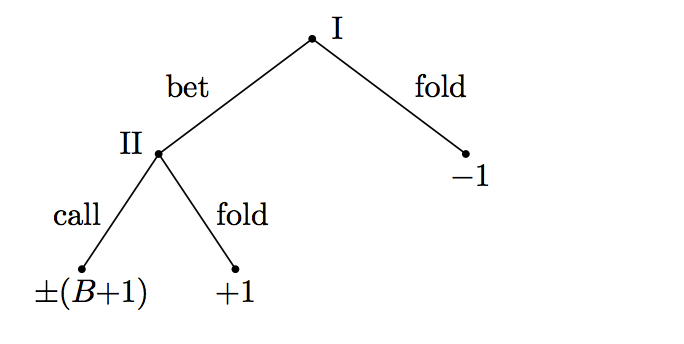 I
bet
fold
II
−1
call
fold
±(B+1)
+1